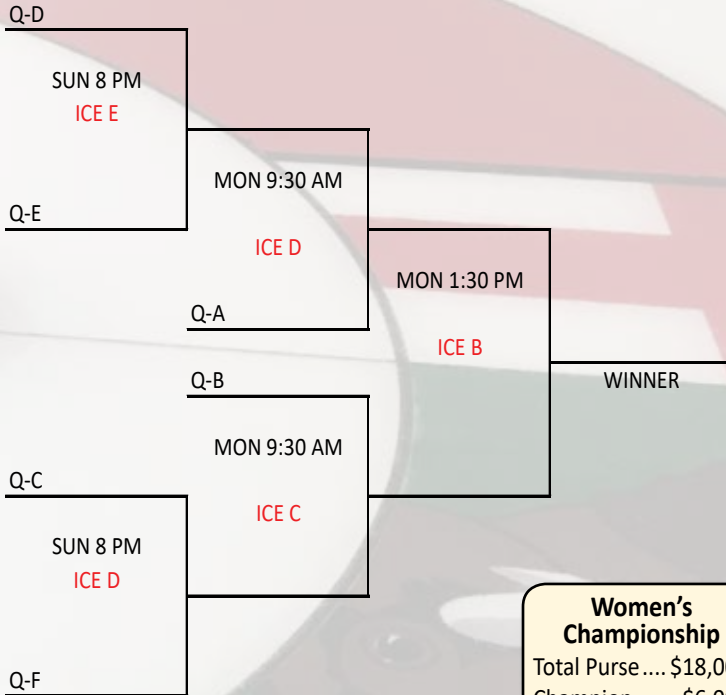 Q-D
SUN 8 PM
ICE E
Q-E
MON 9:30 AM
ICE D
Q-A
MON 1:30 PM
ICE B
WINNER
Q-B
MON 9:30 AM
ICE C
Q-C
SUN 8 PM
ICE D
Q-F
Women's
Championship
Total Purse....